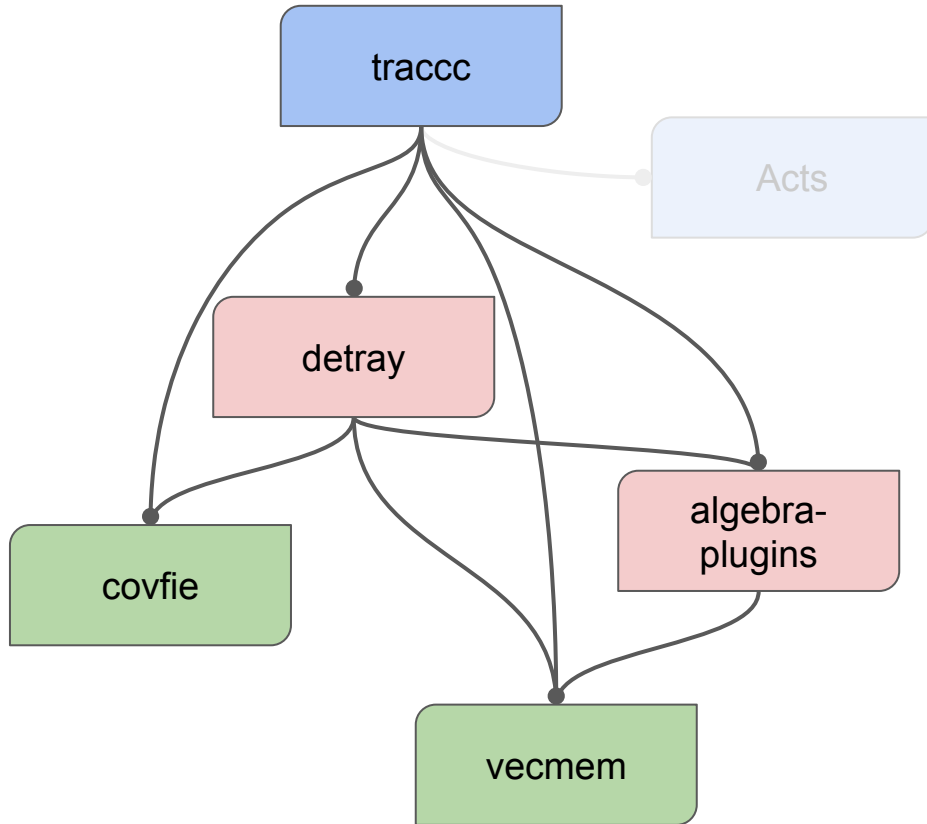 traccc
Acts
detray
algebra-
plugins
covfie
vecmem